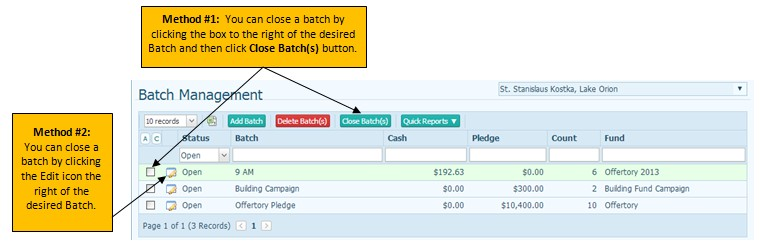 Method #1: You can close a batch by
clicking the box to the right of the desired
Batch and then click Close Batch(s) button.
Batch Management
St. Stanislaus Kostka, Lake Orion
10 records Add Batch Delete Batch(s) Close Batch(s) Quick Reports
A C Status Batch Cash Pledge Count Fund
Open
Open 9 AM $192.63 $0.00 6 Offertory 2013
Open Building Campaign $0.00 $300.00 2 Building Fund Campaign
Open Offertory Pledge $0.00 $10,400.00 10 Offertory
Page 1 of 1 (3 Records) < 1 >
Method #2:
You can close a
batch by clicking
the Edit icon the
right of the
desired Batch.